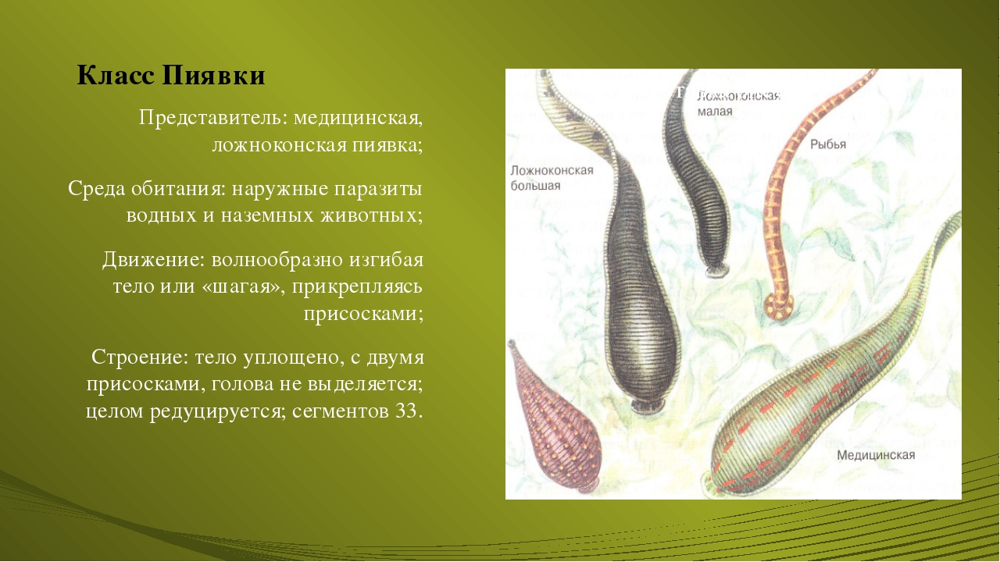 Класс Пиявки
Представитель: медицинская,
ложноконская пиявка;
Среда обитания: наружные паразиты
водных и наземных животных;
Движение: волнообразно изгибая
тело или «шагая», прикрепляясь
присосками;
Строение: тело уплощено, с двумя
присосками, голова не выделяется;
целом редуцируется; сегментов 33.
Ложноконская
малая
Рыбья
Ложноконская
большая
Медицинская